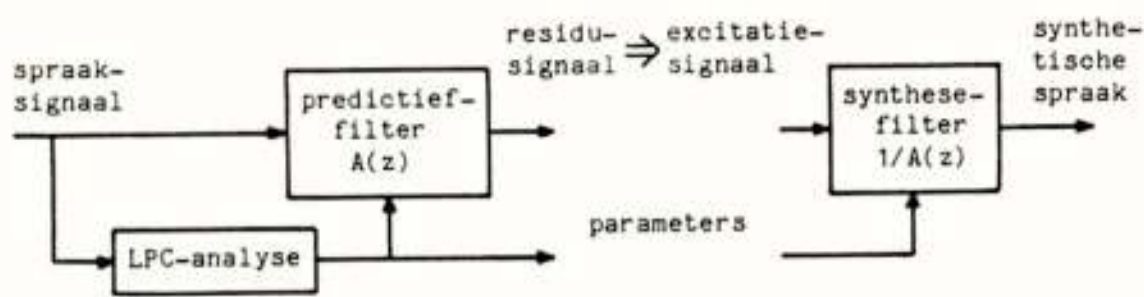 spraak-
signaal
predictief-
filter
A(z)
LPC-analyse
residu-
signaal
⇒
excitatie-
signaal
parameters
synthese-
filter
1/A(z)
synthe-
tische
spraak